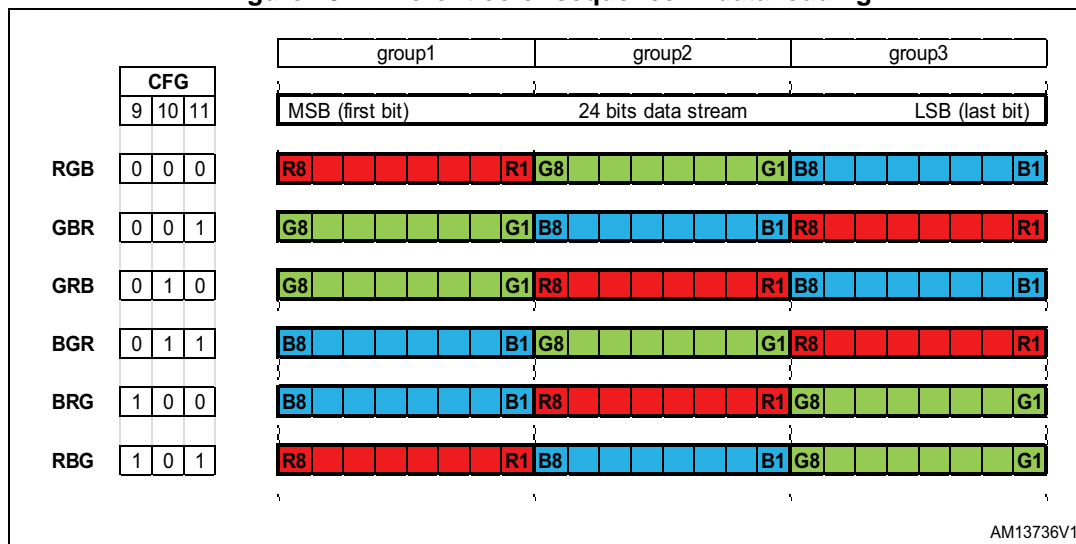 group1 group2 group3
CFG
9 10 11 MSB (first bit) 24 bits data stream LSB (last bit)
RGB 0 0 0 R8 R1 G8 G1 B8 B1
GBR 0 0 1 G8 G1 B8 B1 R8 R1
GRB 0 1 0 G8 G1 R8 R1 B8 B1
BGR 0 1 1 B8 B1 G8 G1 R8 R1
BRG 1 0 0 B8 B1 R8 R1 G8 G1
RBG 1 0 1 R8 R1 B8 B1 G8 G1
AM13736V1